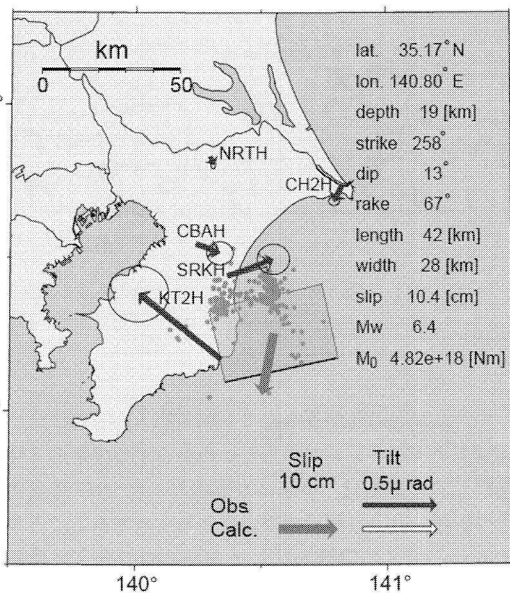 km
0 50
lat. 35.17°N
lon. 140.80°E
depth 19 [km]
strike 258°
dip 13°
rake 67°
length 42 [km]
width 28 [km]
slip 10.4 [cm]
Mw 6.4
M0 4.82e+18 [Nm]
NRTH
CH2H
CBAH
SRKH
KT2H
Slip Tilt
10 cm 0.5μ rad
Obs.
Calc.
140° 141°